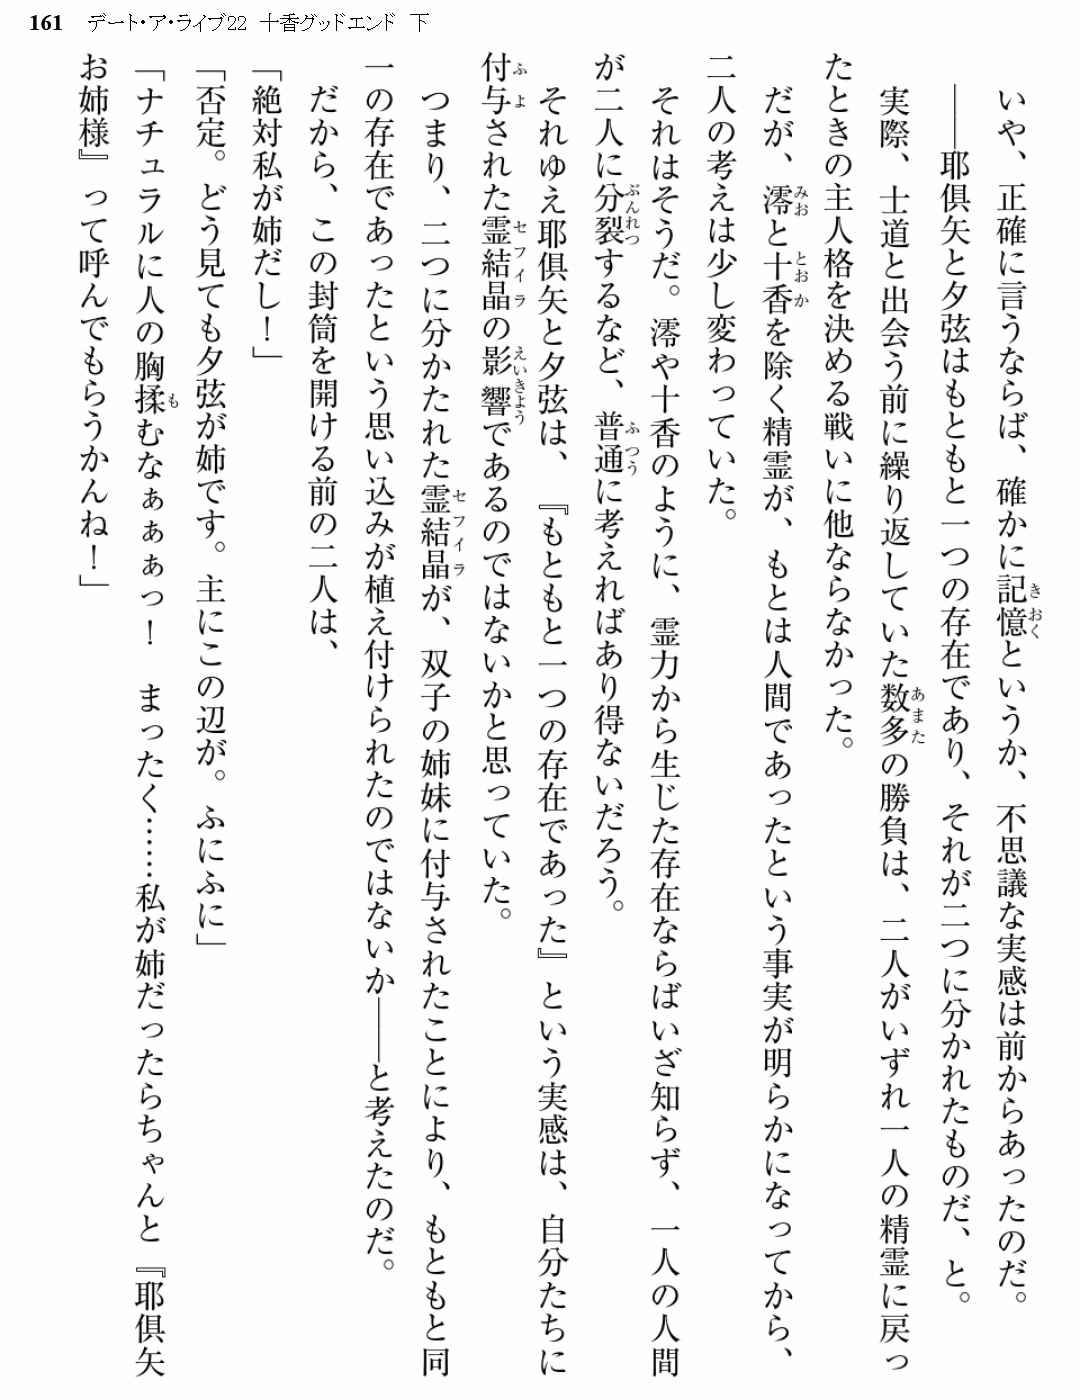 161 デート・ア・ライブ22 十香グッドエンド 下
いや、正確に言うならば、確かに記憶というか、不思議な実感は前からあったのだ。
――耶倶矢と夕弦はもともと一つの存在であり、それが二つに分かれたものだ、と。
実際、士道と出会う前に繰り返していた数多の勝負は、二人がいずれ一人の精霊に戻っ
たときの主人格を決める戦いに他ならなかった。
だが、澪と十香を除く精霊が、もとは人間であったという事実が明らかになってから、
二人の考えは少し変わっていた。
それはそうだ。澪や十香のように、霊力から生じた存在ならばいざ知らず、一人の人間
が二人に分裂するなど、普通に考えればあり得ないだろう。
それゆえ耶倶矢と夕弦は、『もともと一つの存在であった』という実感は、自分たちに
付与された霊結晶の影響であるのではないかと思っていた。
つまり、二つに分かたれた霊結晶が、双子の姉妹に付与されたことにより、もともと同
一の存在であったという思い込みが植え付けられたのではないか――と考えたのだ。
だから、この封筒を開ける前の二人は、
「絶対私が姉だし！」
「否定。どう見ても夕弦が姉です。主にこの辺が。ふにふに」
「ナチュラルに人の胸揉むなぁぁぁっ！　まったく……私が姉だったらちゃんと『耶倶矢
お姉様』って呼んでもらうかんね！」